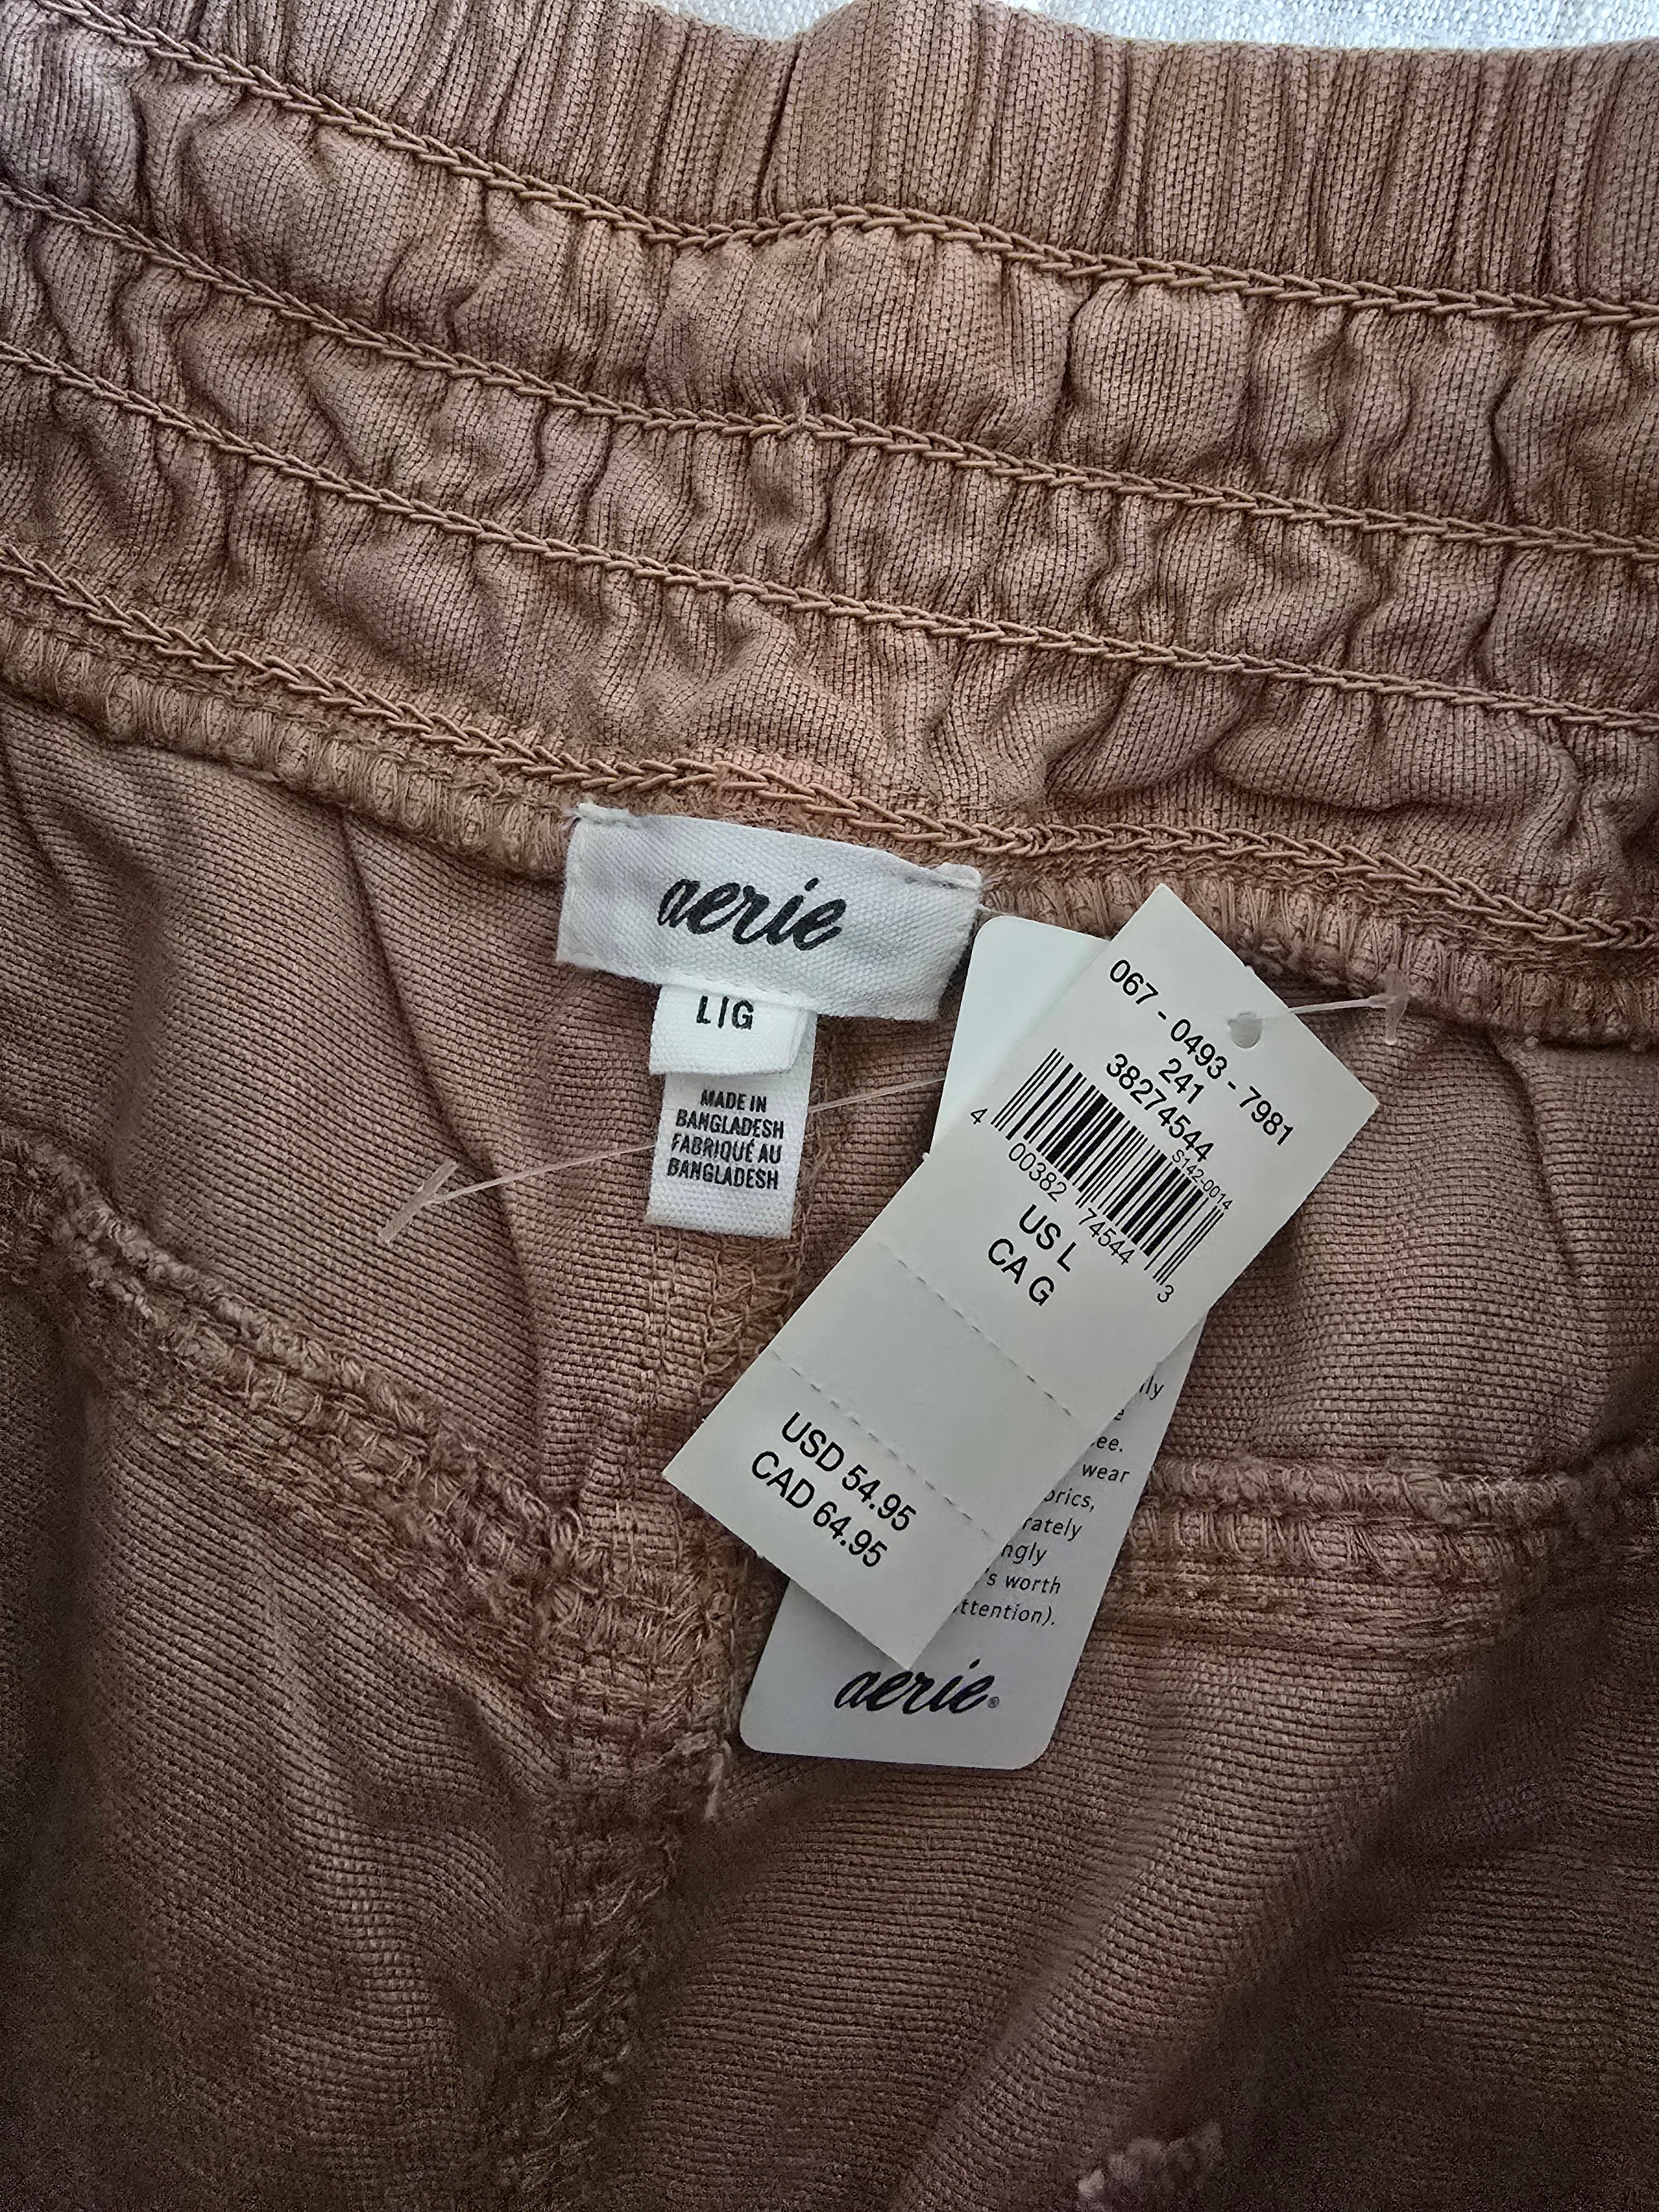 aerie
L|G
MADE IN
BANGLADESH
FABRIQUÉ AU
BANGLADESH
067 - 0493 - 7981
241
38274544
S142-0014
4 00382 74544 3
US L
CA G
USD 54.95
CAD 64.95
ee.
wear
rately
ngly
's worth
ttention).
aerie®